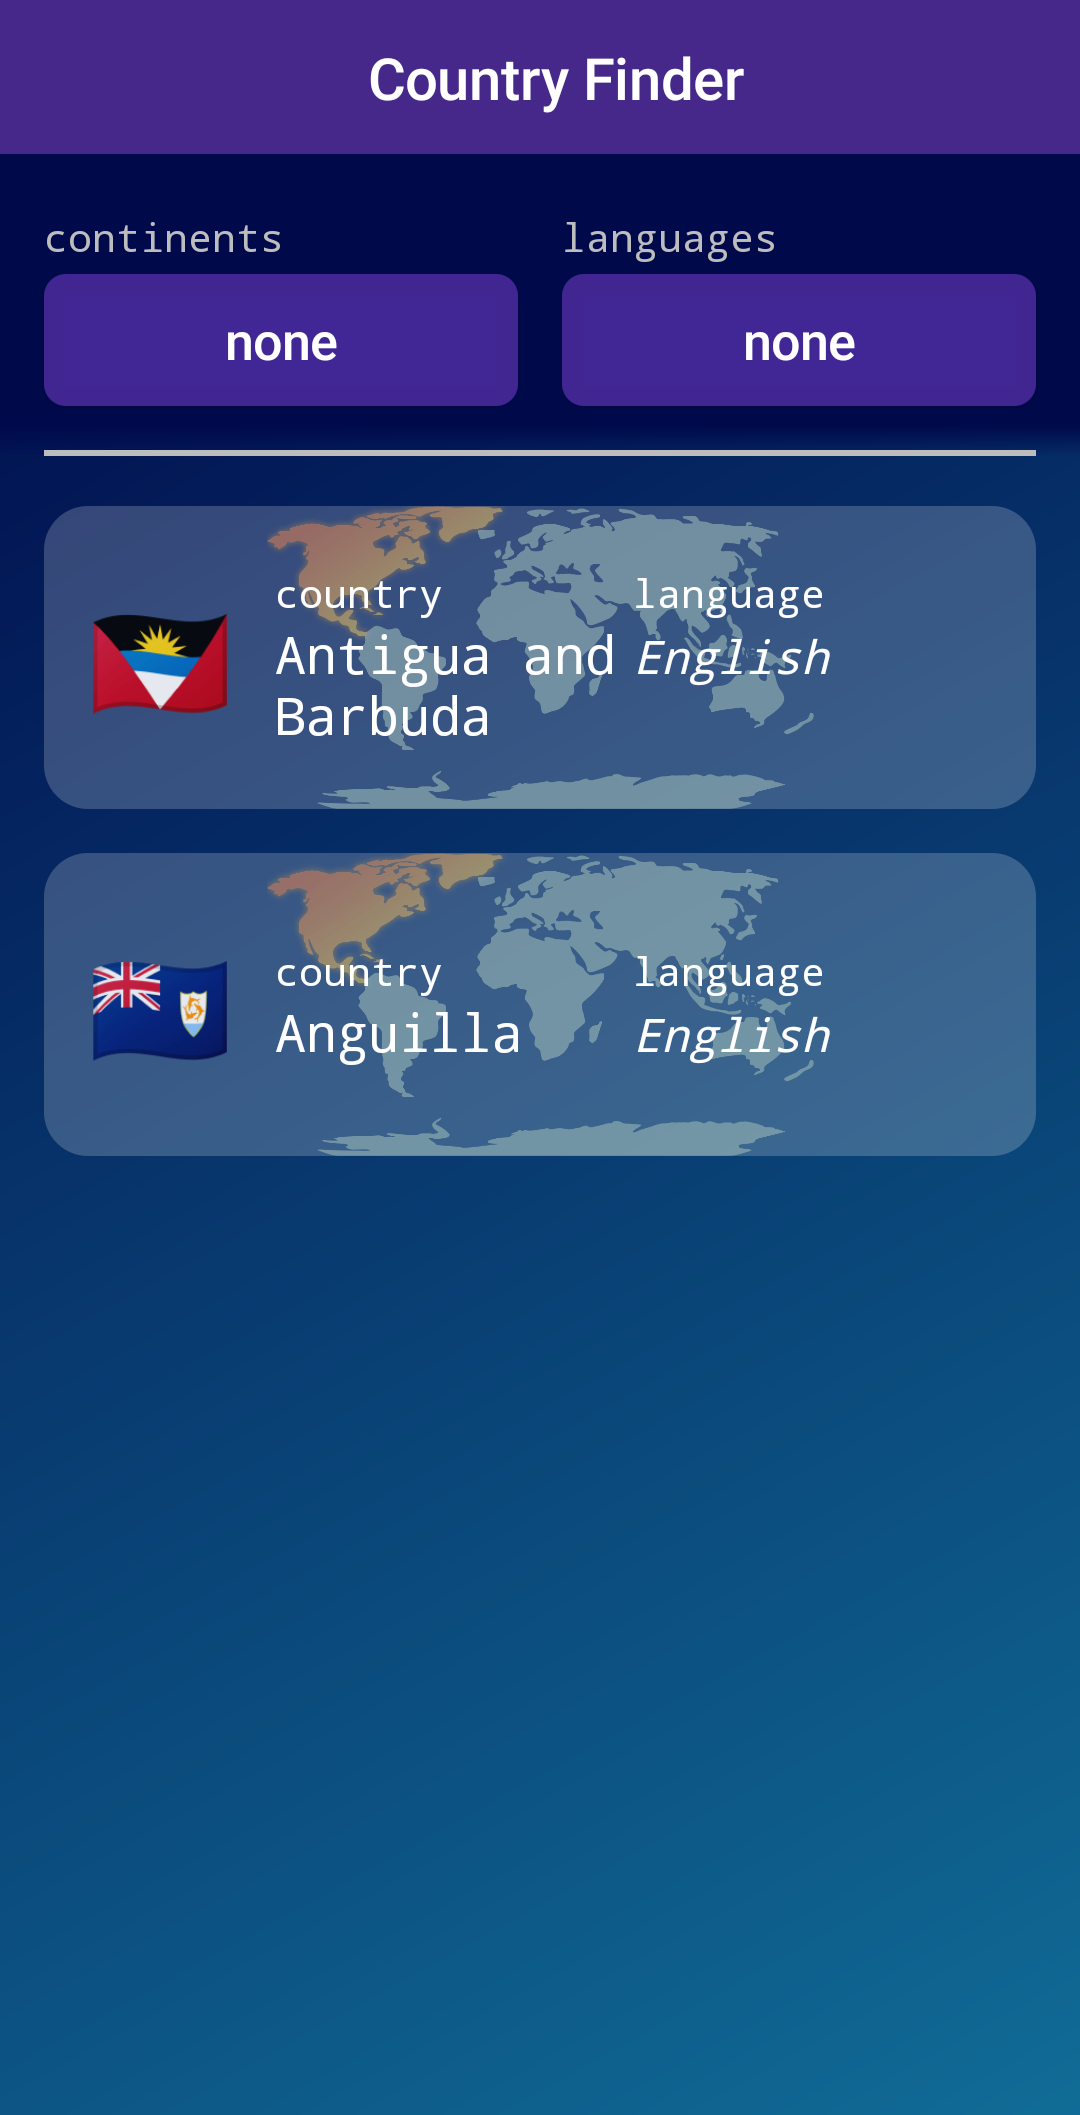 Country Finder
continents
languages
none
none
country
language
Antigua and
English
Barbuda
country
language
Anguilla
English